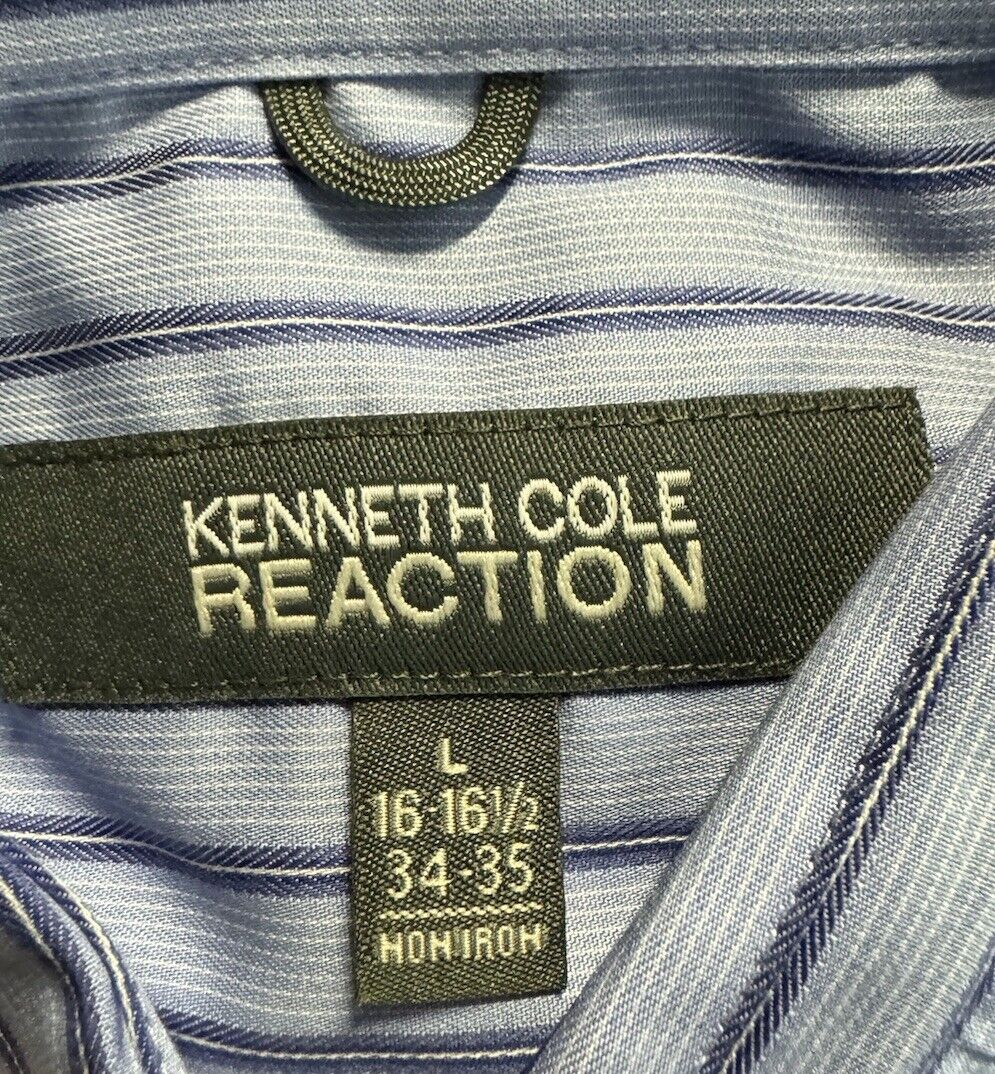 KENNETH COLE
REACTION
L
16-16½
34-35
NON IRON